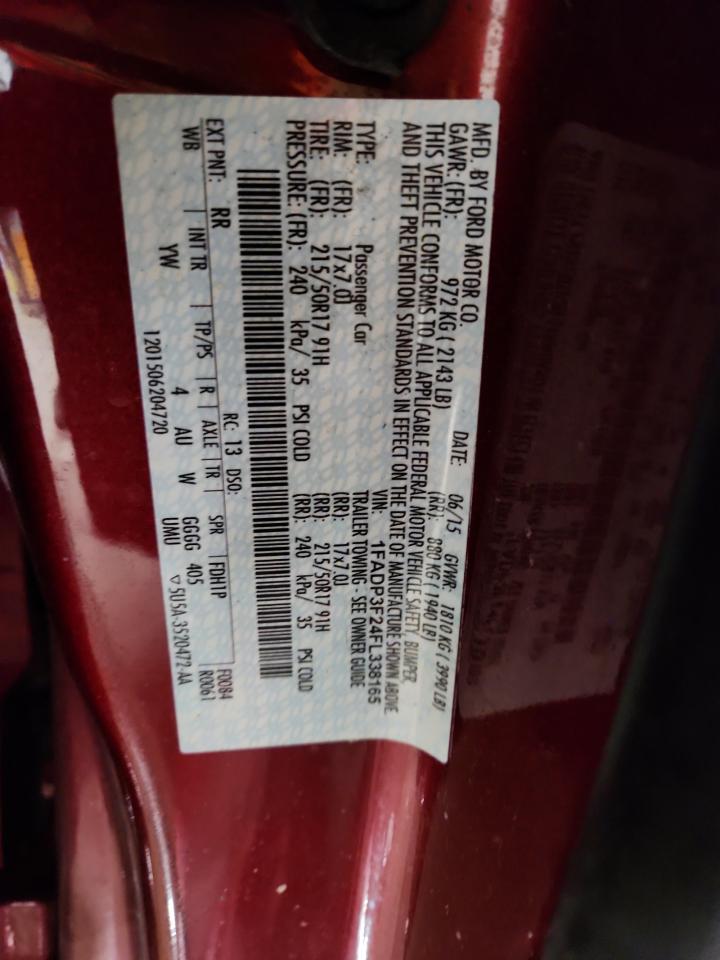 MFD. BY FORD MOTOR CO.
DATE: 06/15 GVWR: 1810 KG ( 3990 LB)
GAWR: (FR): 972 KG ( 2143 LB) (RR): 880 KG ( 1940 LB)
THIS VEHICLE CONFORMS TO ALL APPLICABLE FEDERAL MOTOR VEHICLE SAFETY, BUMPER,
AND THEFT PREVENTION STANDARDS IN EFFECT ON THE DATE OF MANUFACTURE SHOWN ABOVE
VIN: 1FADP3F24FL338165
TYPE: Passenger Car TRAILER TOWING - SEE OWNER GUIDE
RIM: (FR): 17x7.0J (RR): 17x7.0J
TIRE: (FR): 215/50R17 91H (RR): 215/50R17 91H
PRESSURE: (FR): 240 kPa/ 35 PSI COLD (RR): 240 kPa/ 35 PSI COLD
RC: 13 DSO: F0084
EXT PNT: RR FDH1P R0061
WB INT TR TP/PS R AXLE TR SPR
YW 4 AU W GGGG 405
UMU
1201506204720 ▽5U5A-3520472-AA